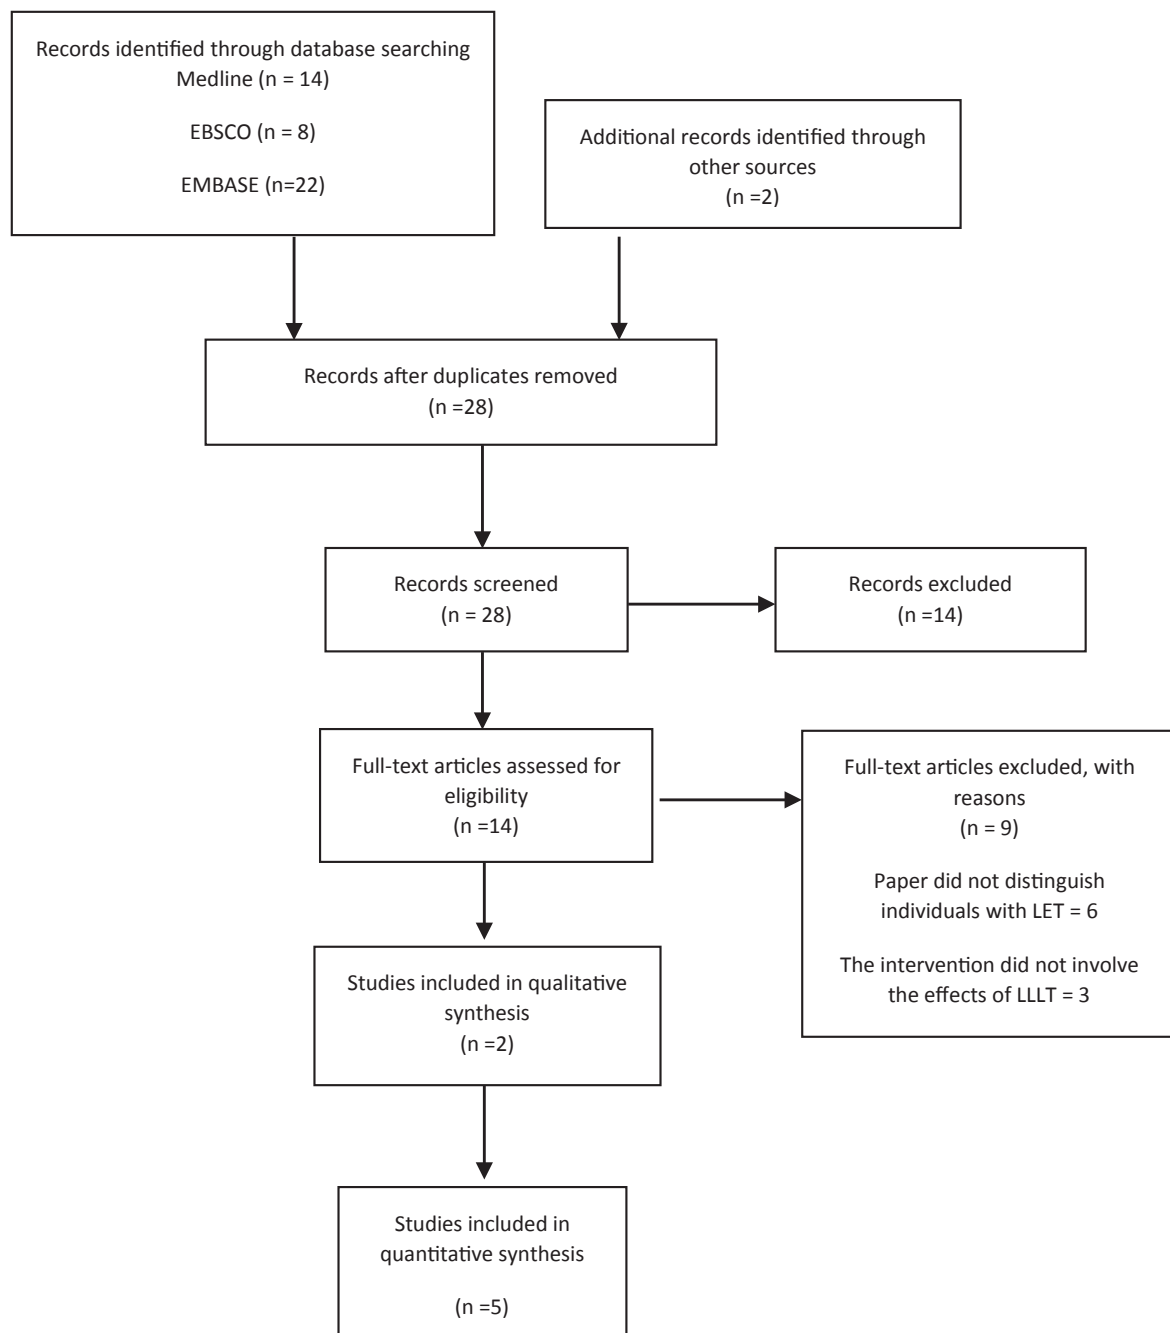 Records identified through database searching
Medline (n = 14)
EBSCO (n = 8)
EMBASE (n=22)
Additional records identified through
other sources
(n =2)
Records after duplicates removed
(n =28)
Records screened
(n = 28)
Records excluded
(n =14)
Full-text articles assessed for
eligibility
(n =14)
Full-text articles excluded, with
reasons
(n = 9)
Paper did not distinguish
individuals with LET = 6
The intervention did not involve
the effects of LLLT = 3
Studies included in qualitative
synthesis
(n =2)
Studies included in
quantitative synthesis
(n =5)